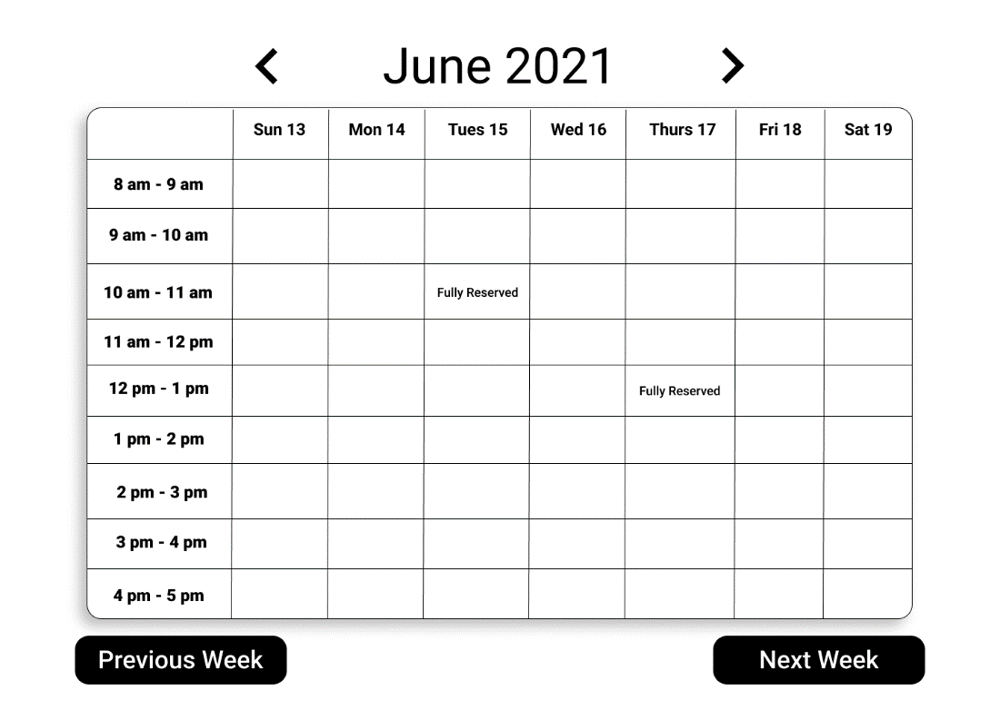 June 2021
Sun 13 Mon 14 Tues 15 Wed 16 Thurs 17 Fri 18 Sat 19
8 am - 9 am
9 am - 10 am
10 am - 11 am Fully Reserved
11 am - 12 pm
12 pm - 1 pm Fully Reserved
1 pm - 2 pm
2 pm - 3 pm
3 pm - 4 pm
4 pm - 5 pm
Previous Week Next Week